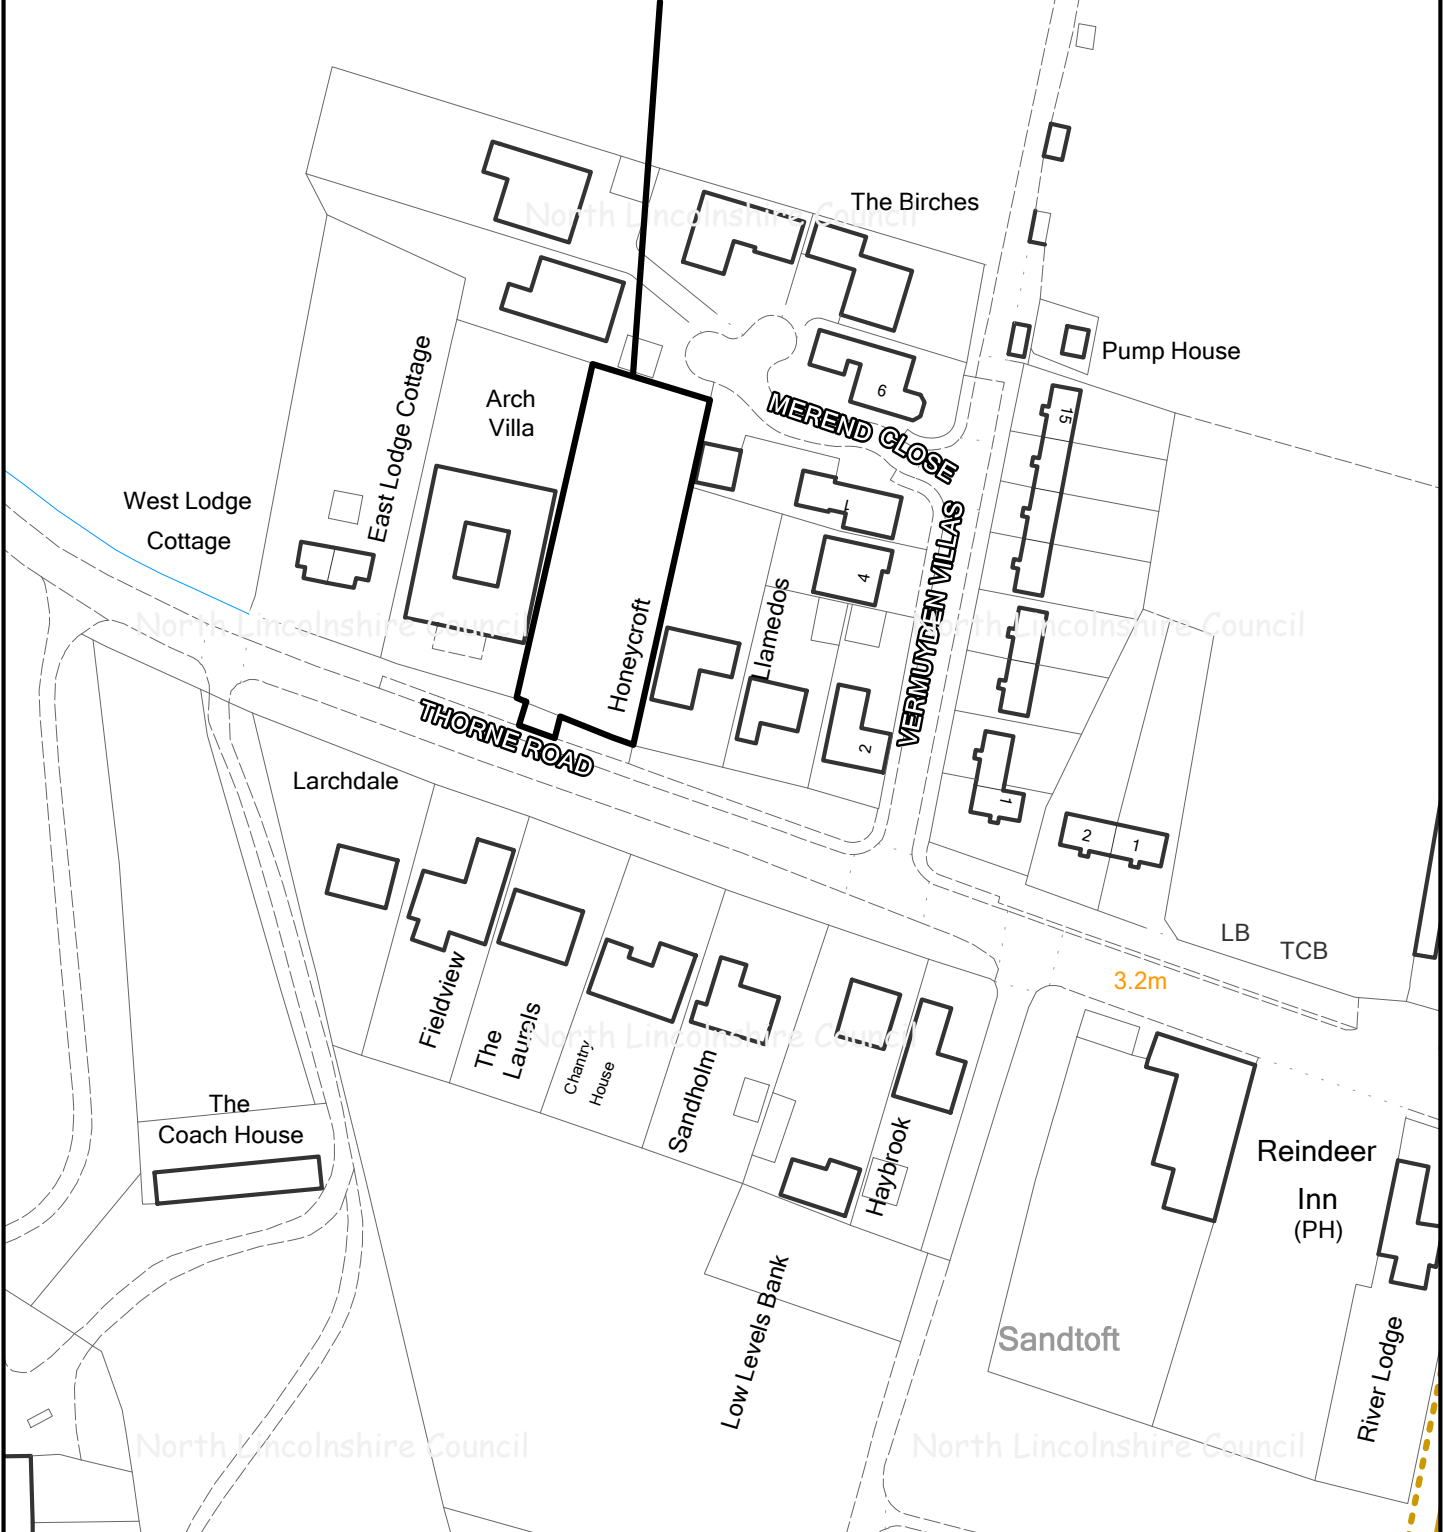 North Lincolnshire Council
The Birches
Pump House
East Lodge Cottage
Arch
Villa
6
MEREND CLOSE
15
West Lodge
Cottage
1
VERMUYDEN VILLAS
4
Llamedos
Honeycroft
North Lincolnshire Council
North Lincolnshire Council
THORNE ROAD
2
Larchdale
1
2
1
LB
TCB
3.2m
Fieldview
The
Laurels
Chantry
House
North Lincolnshire Council
Sandholm
Haybrook
The
Coach House
Reindeer
Inn
(PH)
Low Levels Bank
Sandtoft
River Lodge
North Lincolnshire Council
North Lincolnshire Council